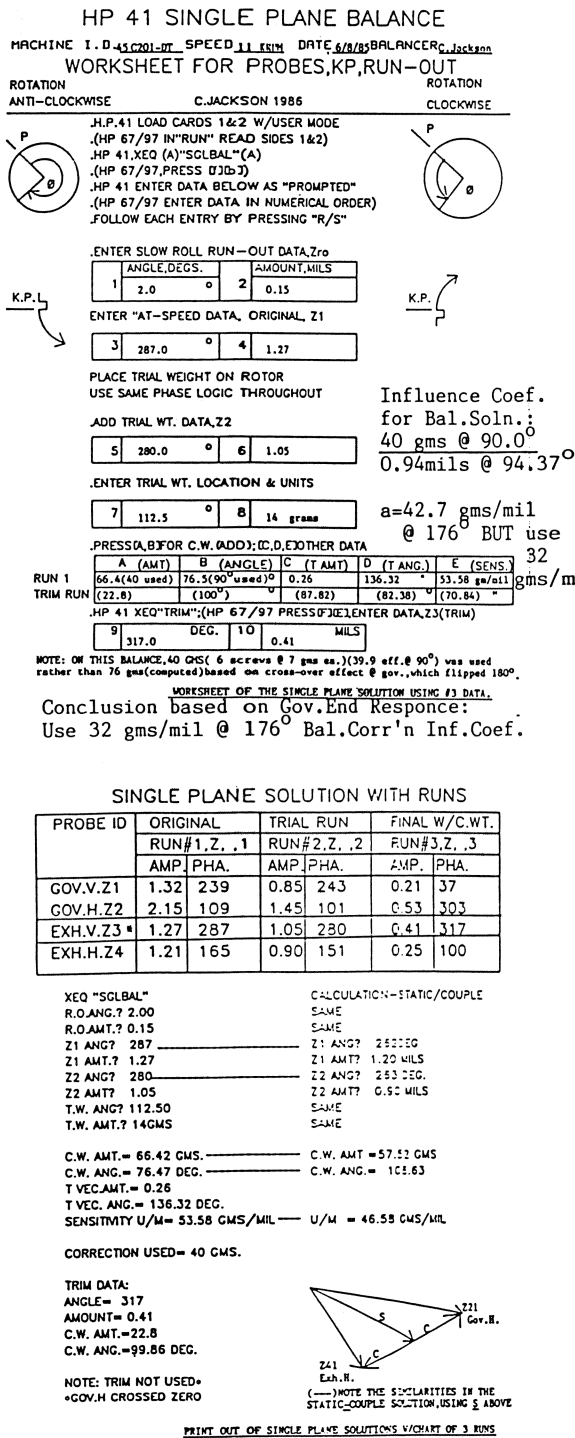 HP 41 SINGLE PLANE BALANCE
MACHINE I.D. 45C201-DT SPEED 11 KRPM DATE 6/8/85 BALANCER C.Jackson
WORKSHEET FOR PROBES,KP,RUN-OUT
ROTATION
ANTI-CLOCKWISE
C.JACKSON 1986
ROTATION
CLOCKWISE
.H.P.41 LOAD CARDS 1&2 W/USER MODE
.(HP 67/97 IN"RUN" READ SIDES 1&2)
.HP 41,XEQ (A)"SGLBAL"(A)
.(HP 67/97,PRESS
.HP 41 ENTER DATA BELOW AS "PROMPTED"
.(HP 67/97 ENTER DATA IN NUMERICAL ORDER)
.FOLLOW EACH ENTRY BY PRESSING "R/S"
P
ø
P
ø
.ENTER SLOW ROLL RUN-OUT DATA,Zro
ANGLE,DEGS. AMOUNT,MILS
1 2.0 o 2 0.15
K.P.
K.P.
ENTER "AT-SPEED DATA, ORIGINAL, Z1
3 287.0 o 4 1.27
PLACE TRIAL WEIGHT ON ROTOR
USE SAME PHASE LOGIC THROUGHOUT
.ADD TRIAL WT. DATA,Z2
5 280.0 o 6 1.05
.ENTER TRIAL WT. LOCATION & UNITS
7 112.5 o 8 14 grams
Influence Coef.
for Bal.Soln.:
40 gms @ 90.0o
0.94mils @ 94.37o
a=42.7 gms/mil
@ 176o BUT use
32
gms/m
.PRESS(A,B)FOR C.W.(ADD);(C,D,E)OTHER DATA
A (AMT) B (ANGLE) C (T AMT) D (T ANG.) E (SENS.)
RUN 1 66.4(40 used) 76.5(90o used)o 0.26 136.32 ° 53.58 gm/mil
TRIM RUN (22.8) (100°) o (87.82) (82.38) o (70.84) "
.HP 41 XEQ"TRIM";(HP 67/97 PRESS ENTER DATA,Z3(TRIM)
9 317.0 DEG. 10 0.41 MILS
NOTE: ON THIS BALANCE,40 GMS( 6 screws @ 7 gms ea.)(39.9 eff.@ 90o) was used
rather than 76 gms(computed)based on cross-over effect @ gov.,which flipped 180o.
WORKSHEET OF THE SINGLE PLANE SOLUTION USING #3 DATA.
Conclusion based on Gov.End Responce:
Use 32 gms/mil @ 176o Bal.Corr'n Inf.Coef.
SINGLE PLANE SOLUTION WITH RUNS
PROBE ID ORIGINAL TRIAL RUN FINAL W/C.WT.
RUN#1,Z, ,1 RUN#2,Z, ,2 RUN#3,Z, ,3
AMP. PHA. AMP. PHA. AMP. PHA.
GOV.V.Z1 1.32 239 0.85 243 0.21 37
GOV.H.Z2 2.15 109 1.45 101 0.53 303
EXH.V.Z3 * 1.27 287 1.05 280 0.41 317
EXH.H.Z4 1.21 165 0.90 151 0.25 100
XEQ "SGLBAL" CALCULATION-STATIC/COUPLE
R.O.ANG.? 2.00 SAME
R.O.AMT.? 0.15 SAME
Z1 ANG? 287 Z1 ANG?
Z1 AMT.? 1.27 Z1 AMT? 1.20 MILS
Z2 ANG? 280 Z2 ANG? 253 DEG.
Z2 AMT? 1.05 Z2 AMT? MILS
T.W. ANG? 112.50 SAME
T.W. AMT.? 14GMS SAME
C.W. AMT.= 66.42 GMS. C.W. AMT =57.52 GMS
C.W. ANG.= 76.47 DEG. C.W. ANG.=
T VEC.AMT.= 0.26
T VEC. ANG.= 136.32 DEG.
SENSITIVITY U/M= 53.58 GMS/MIL U/M = 46.58 GMS/MIL
CORRECTION USED= 40 GMS.
TRIM DATA:
ANGLE= 317
AMOUNT= 0.41
C.W. AMT.=22.8
C.W. ANG.=99.86 DEG.
NOTE: TRIM NOT USED*
*GOV.H CROSSED ZERO
S
C
C
Z21
Gov.H.
Z41
Exh.H.
(——)NOTE THE SIMILARITIES IN THE
STATIC-COUPLE SOLUTION,USING S ABOVE
PRINT OUT OF SINGLE PLANE SOLUTIONS W/CHART OF 3 RUNS